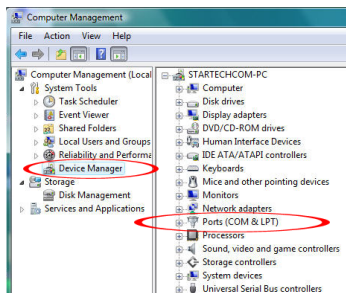 Computer Management
File Action View Help
Computer Management (Local
System Tools
Task Scheduler
Event Viewer
Shared Folders
Local Users and Groups
Reliability and Performa
Device Manager
Storage
Disk Management
Services and Applications
STARTECHCOM-PC
Computer
Disk drives
Display adapters
DVD/CD-ROM drives
Human Interface Devices
IDE ATA/ATAPI controllers
Keyboards
Mice and other pointing devices
Monitors
Network adapters
Ports (COM & LPT)
Processors
Sound, video and game controllers
Storage controllers
System devices
Universal Serial Bus controllers